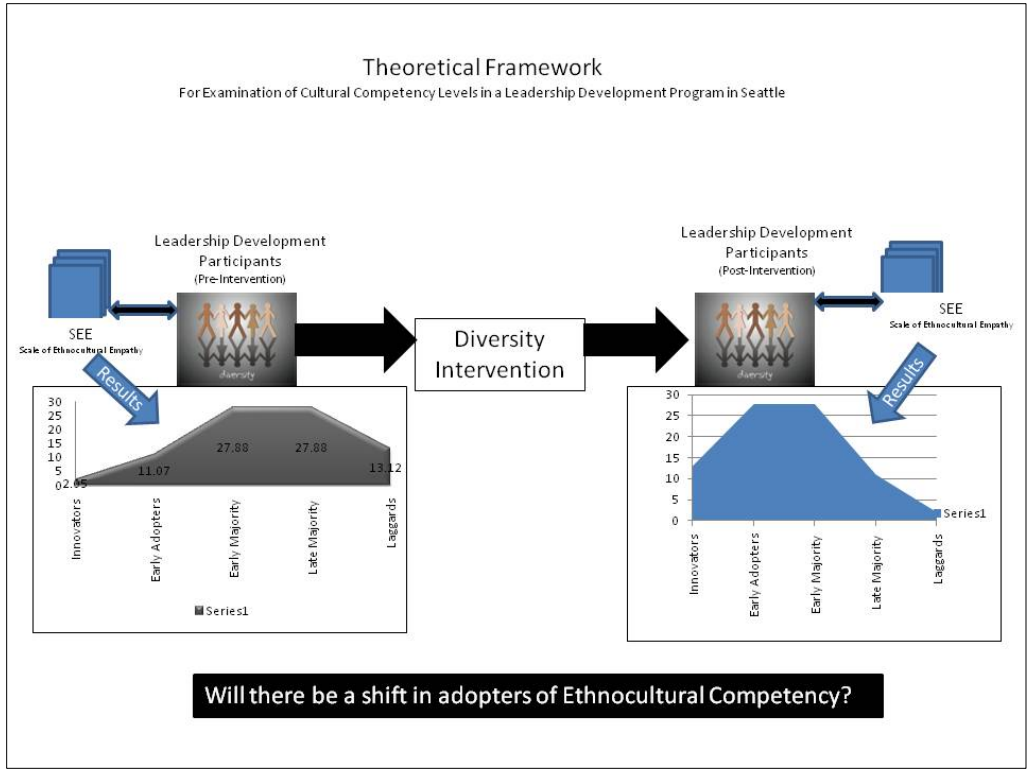 Theoretical Framework
For Examination of Cultural Competency Levels in a Leadership Development Program in Seattle
Leadership Development
Participants
(Pre-Intervention)
SEE
Scale of Ethnocultural Empathy
diversity
Results
Diversity
Intervention
Leadership Development
Participants
(Post-Intervention)
SEE
Scale of Ethnocultural Empathy
diversity
Results
30
25
20
15
10
5
0
2.05
11.07
27.88
27.88
13.12
Innovators
Early Adopters
Early Majority
Late Majority
Laggards
Series1
30
25
20
15
10
5
0
Innovators
Early Adopters
Early Majority
Late Majority
Laggards
Series1
Will there be a shift in adopters of Ethnocultural Competency?